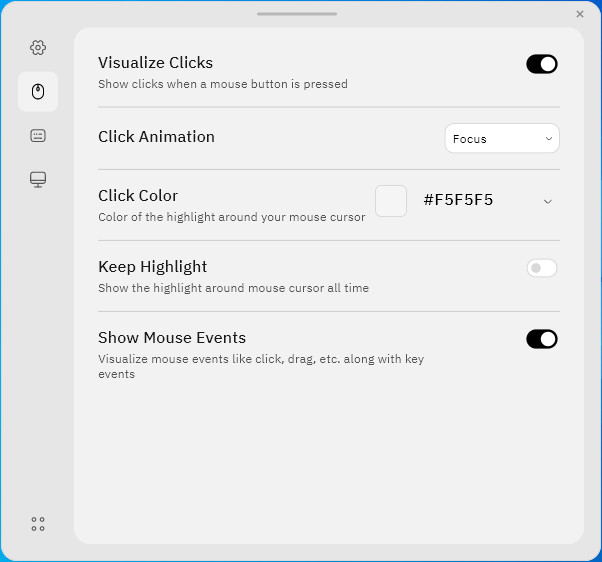 Visualize Clicks
Show clicks when a mouse button is pressed
Click Animation
Focus
Click Color
#F5F5F5
Color of the highlight around your mouse cursor
Keep Highlight
Show the highlight around mouse cursor all time
Show Mouse Events
Visualize mouse events like click, drag, etc. along with key
events